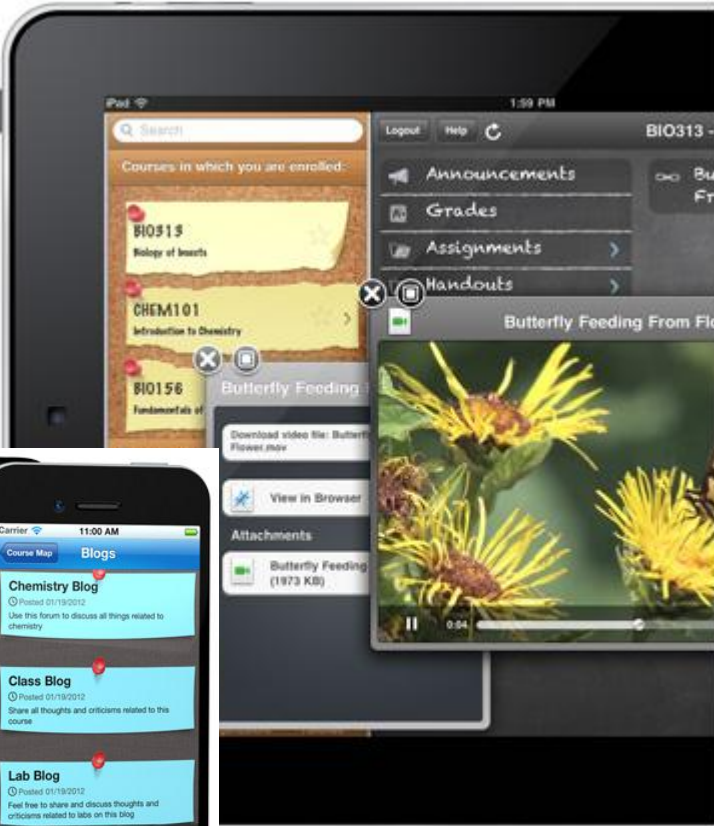 iPad
1:59 PM
Search
Courses in which you are enrolled:
BIO313
Biology of Insects
CHEM101
Introduction to Chemistry
BIO156
Fundamentals of
Logout
Help
BIO313 -
Announcements
Grades
Assignments
Handouts
Bu
Fr
Butterfly Feeding
Download video file: Butterf
Flower.mov
View in Browser
Attachments
Butterfly Feeding
(1973 KB)
Butterfly Feeding From Flo
0:04
Carrier
11:00 AM
Course Map
Blogs
Chemistry Blog
Posted 01/19/2012
Use this forum to discuss all things related to
chemistry
Class Blog
Posted 01/19/2012
Share all thoughts and criticisms related to this
course
Lab Blog
Posted 01/19/2012
Feel free to share and discuss thoughts and
criticisms related to labs on this blog